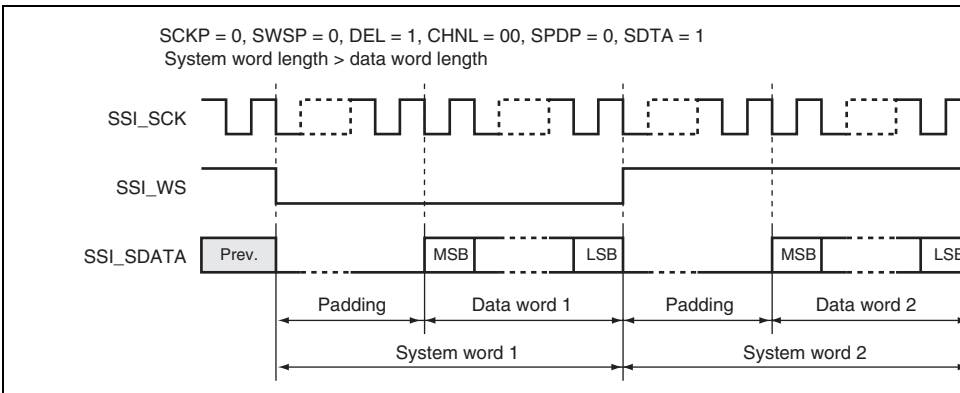 SCKP = 0, SWSP = 0, DEL = 1, CHNL = 00, SPDP = 0, SDTA = 1
System word length > data word length
SSI_SCK
SSI_WS
SSI_SDATA Prev. MSB LSB MSB LSB
Padding Data word 1 Padding Data word 2
System word 1 System word 2